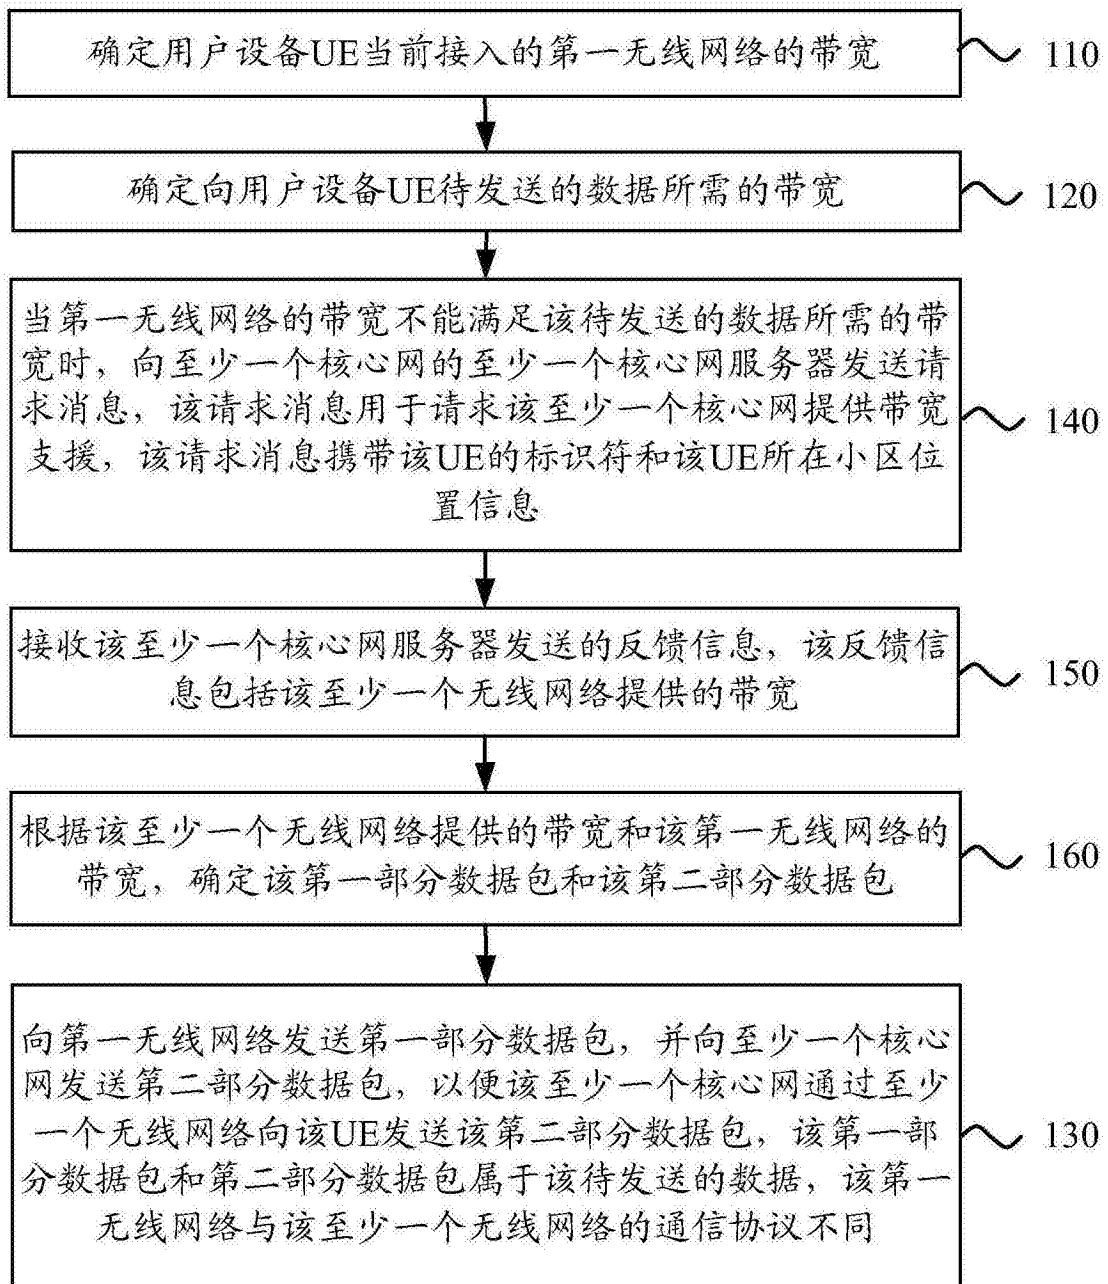 确定用户设备UE当前接入的第一无线网络的带宽
110
确定向用户设备UE待发送的数据所需的带宽
120
当第一无线网络的带宽不能满足该待发送的数据所需的带
宽时，向至少一个核心网的至少一个核心网服务器发送请
求消息，该请求消息用于请求该至少一个核心网提供带宽
支援，该请求消息携带该UE的标识符和该UE所在小区位
置信息
140
接收该至少一个核心网服务器发送的反馈信息，该反馈信
息包括该至少一个无线网络提供的带宽
150
根据该至少一个无线网络提供的带宽和该第一无线网络的
带宽，确定该第一部分数据包和该第二部分数据包
160
向第一无线网络发送第一部分数据包，并向至少一个核心
网发送第二部分数据包，以便该至少一个核心网通过至少
一个无线网络向该UE发送该第二部分数据包，该第一部
分数据包和第二部分数据包属于该待发送的数据，该第一
无线网络与该至少一个无线网络的通信协议不同
130